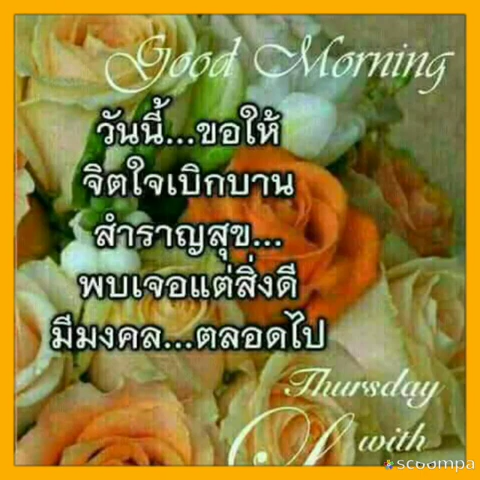 Good Morning
วันนี้...ขอให้
จิตใจเบิกบาน
สำราญสุข...
พบเจอแต่สิ่งดี
มีมงคล...ตลอดไป
Thursday
with